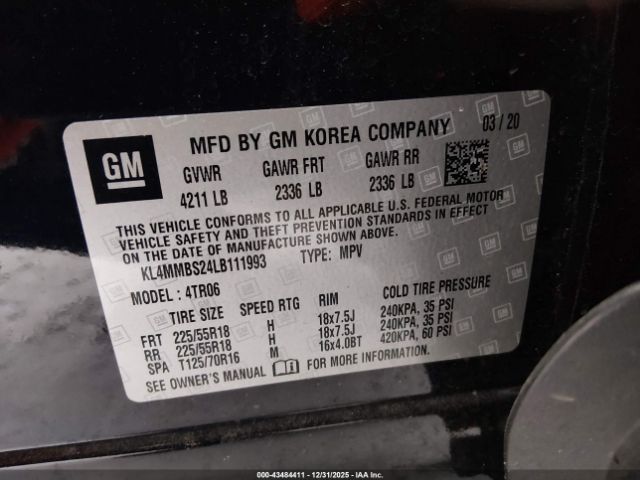 GM
MFD BY GM KOREA COMPANY 03 / 20
GVWR GAWR FRT GAWR RR
4211 LB 2336 LB 2336 LB
THIS VEHICLE CONFORMS TO ALL APPLICABLE U.S. FEDERAL MOTOR
VEHICLE SAFETY AND THEFT PREVENTION STANDARDS IN EFFECT
ON THE DATE OF MANUFACTURE SHOWN ABOVE.
KL4MMBS24LB111993 TYPE: MPV
MODEL : 4TR06
TIRE SIZE SPEED RTG RIM COLD TIRE PRESSURE
FRT 225/55R18 H 18x7.5J 240KPA, 35 PSI
RR 225/55R18 H 18x7.5J 240KPA, 35 PSI
SPA T125/70R16 M 16x4.0BT 420KPA, 60 PSI
SEE OWNER'S MANUAL FOR MORE INFORMATION
000-43484411 - 12/31/2025 - IAA Inc.